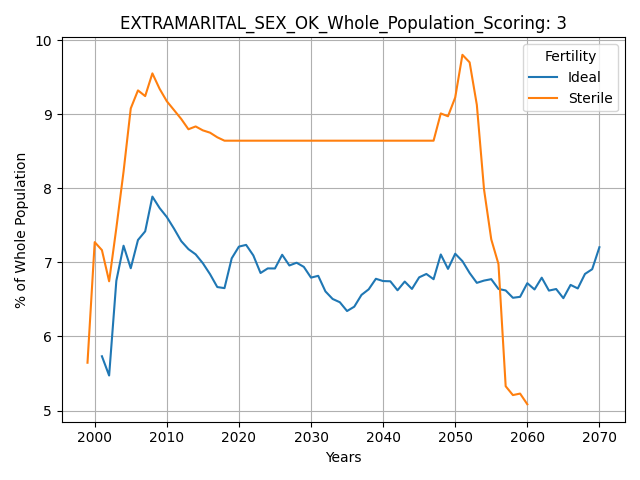 EXTRAMARITAL_SEX_OK_Whole_Population_Scoring: 3
10
9
8
7
6
5
% of Whole Population
Fertility
Ideal
Sterile
2000 2010 2020 2030 2040 2050 2060 2070
Years